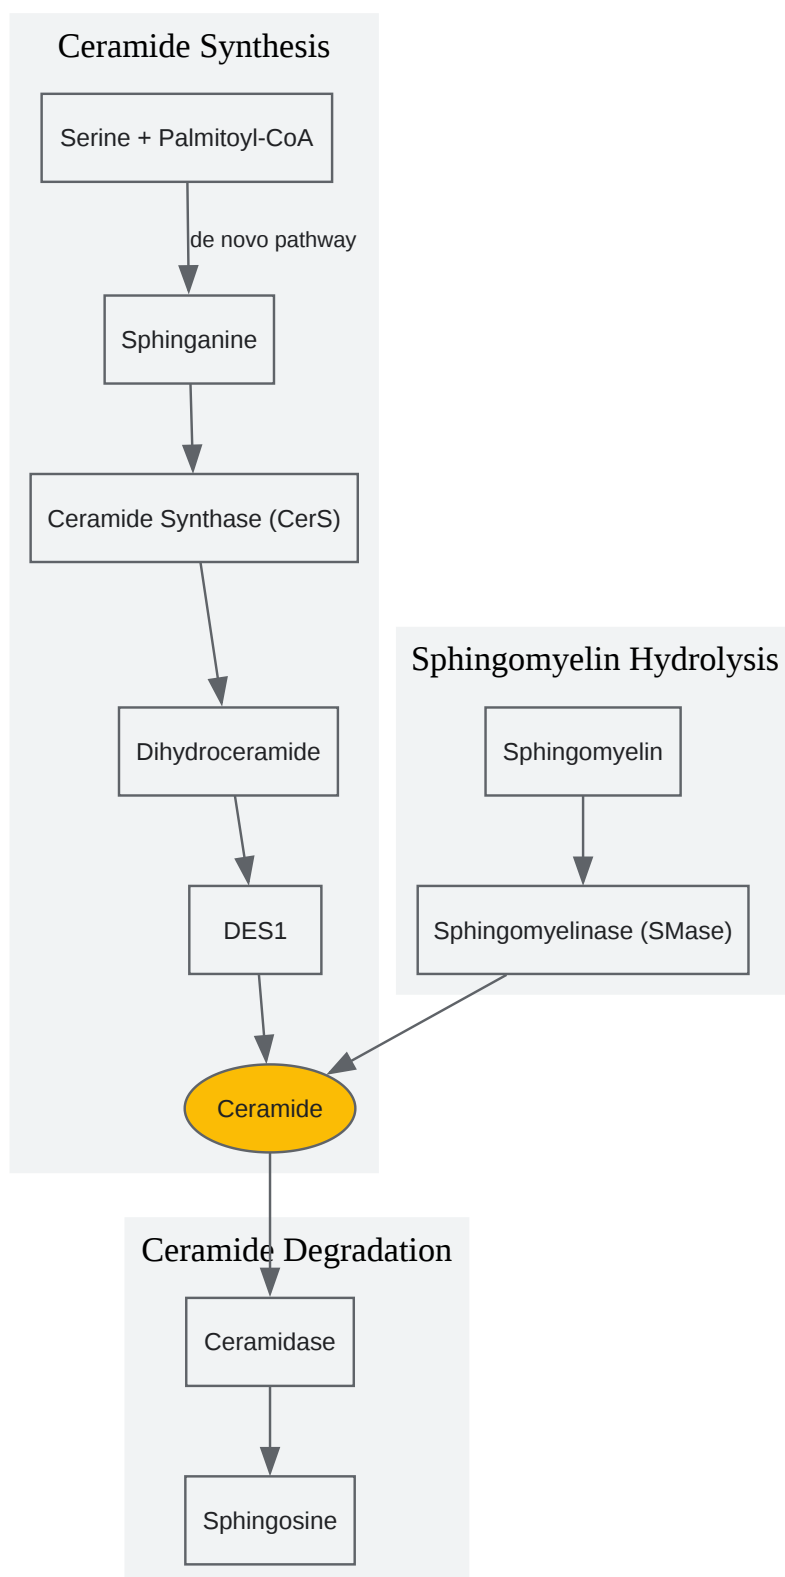 Ceramide Synthesis
Serine + Palmitoyl-CoA
de novo pathway
Sphinganine
Ceramide Synthase (CerS)
Dihydroceramide
DES1
Sphingomyelin Hydrolysis
Sphingomyelin
Sphingomyelinase (SMase)
Ceramide
Ceramide Degradation
Ceramidase
Sphingosine